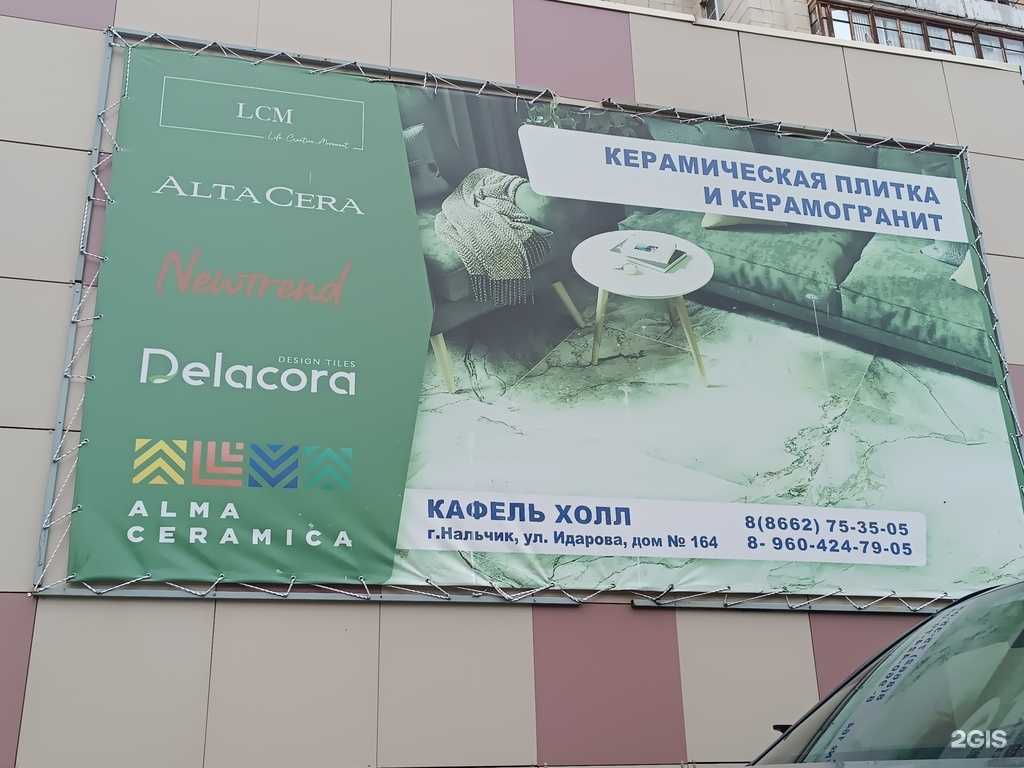 LCM
Life. Creative. Movement.
ALTACERA
Newtrend
DESIGN TILES
Delacora
ALMA
CERAMICA
КЕРАМИЧЕСКАЯ ПЛИТКА
И КЕРАМОГРАНИТ
КАФЕЛЬ ХОЛЛ
г.Нальчик, ул. Идарова, дом № 164
8(8662) 75-35-05
8- 960-424-79-05
2GIS